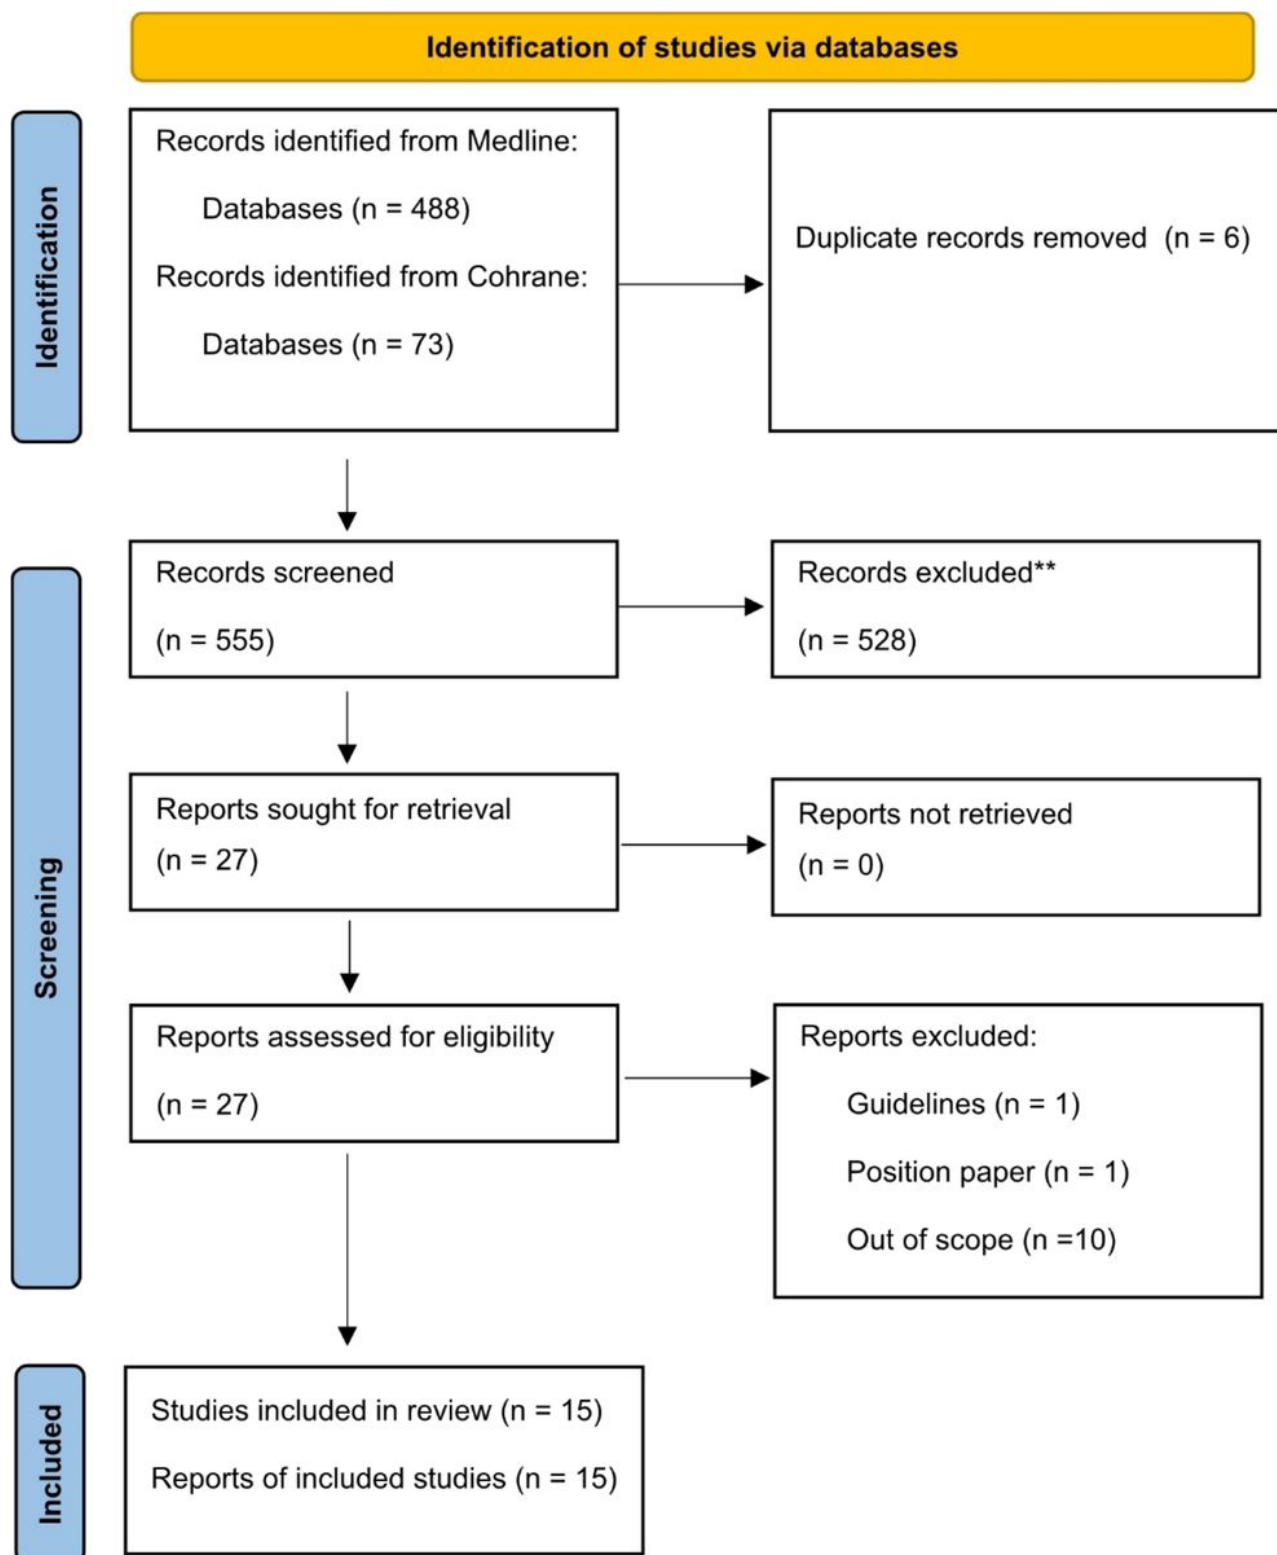 Identification of studies via databases
Identification
Records identified from Medline:
Databases (n = 488)
Records identified from Cohrane:
Databases (n = 73)
Duplicate records removed  (n = 6)
Screening
Records screened
(n = 555)
Records excluded**
(n = 528)
Reports sought for retrieval
(n = 27)
Reports not retrieved
(n = 0)
Reports assessed for eligibility
(n = 27)
Reports excluded:
Guidelines (n = 1)
Position paper (n = 1)
Out of scope (n =10)
Included
Studies included in review (n = 15)
Reports of included studies (n = 15)